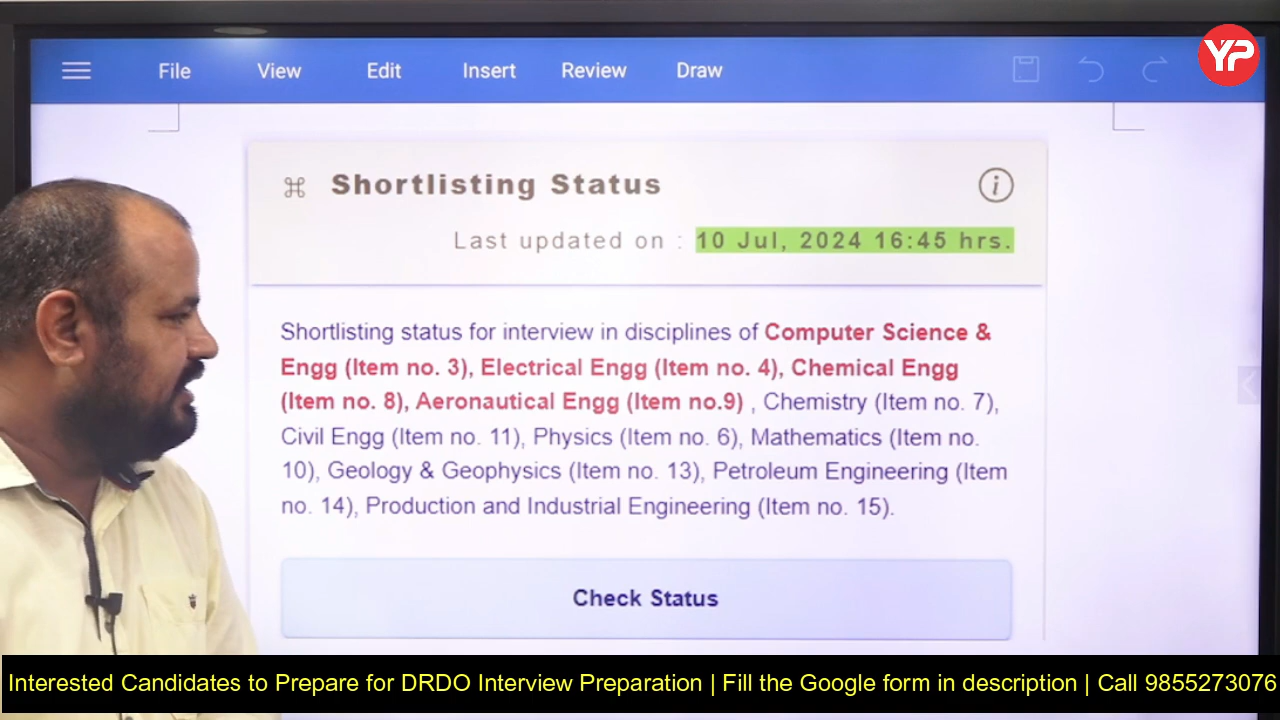 YP
File View Edit Insert Review Draw
Shortlisting Status
Last updated on : 10 Jul, 2024 16:45 hrs.
Shortlisting status for interview in disciplines of Computer Science &
Engg (Item no. 3), Electrical Engg (Item no. 4), Chemical Engg
(Item no. 8), Aeronautical Engg (Item no.9) , Chemistry (Item no. 7),
Civil Engg (Item no. 11), Physics (Item no. 6), Mathematics (Item no.
10), Geology & Geophysics (Item no. 13), Petroleum Engineering (Item
no. 14), Production and Industrial Engineering (Item no. 15).
Check Status
Interested Candidates to Prepare for DRDO Interview Preparation | Fill the Google form in description | Call 9855273076